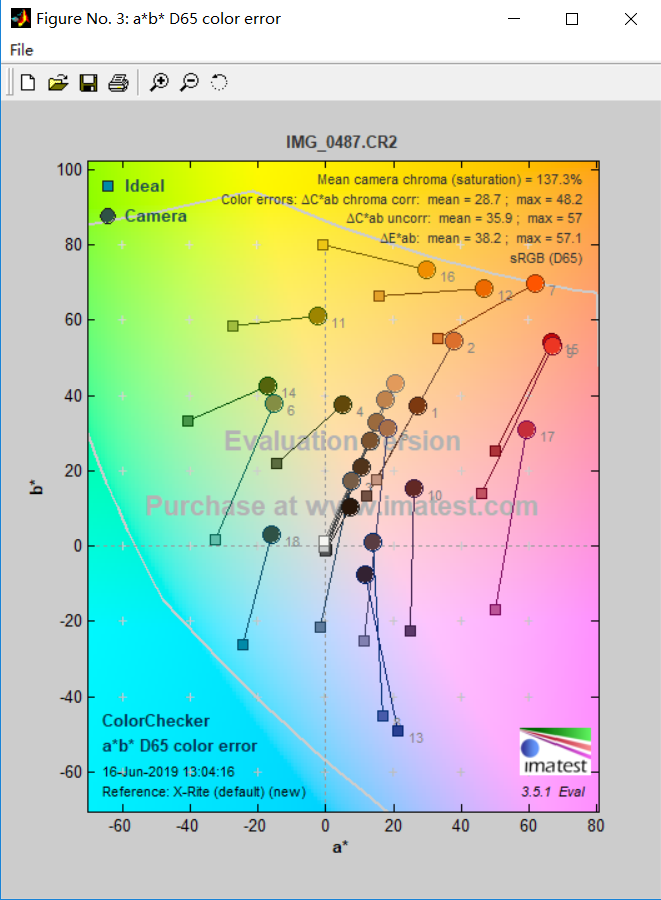 Figure No. 3: a*b* D65 color error
File
IMG_0487.CR2
Ideal
Camera
Mean camera chroma (saturation) = 137.3%
Color errors: ΔC*ab chroma corr: mean = 28.7 ; max = 48.2
ΔC*ab uncorr: mean = 35.9 ; max = 57
ΔE*ab: mean = 38.2 ; max = 57.1
sRGB (D65)
100
80
60
40
20
0
-20
-40
-60
b*
16
12
7
11
2
15
14
6
4
1
17
Evaluation version
10
Purchase at www.imatest.com
18
13
ColorChecker
a*b* D65 color error
16-Jun-2019 13:04:16
Reference: X-Rite (default) (new)
imatest
3.5.1 Eval
-60
-40
-20
0
20
40
60
80
a*